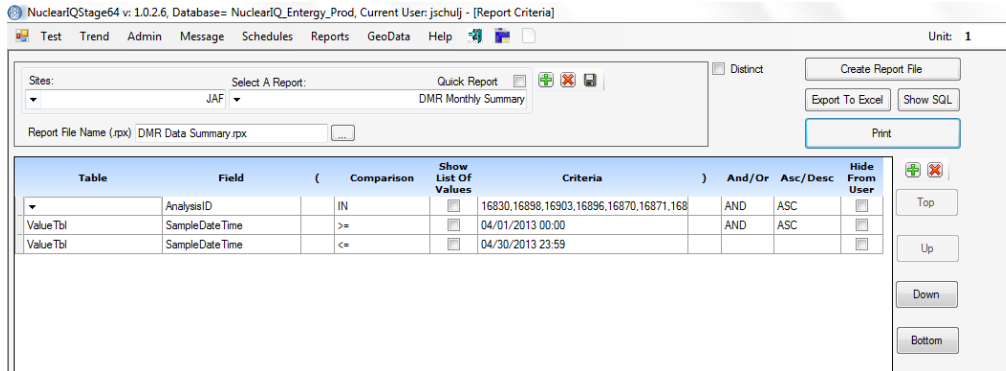 NuclearIQStage64 v: 1.0.2.6, Database= NuclearIQ_Entergy_Prod, Current User: jschulj - [Report Criteria]
Test Trend Admin Message Schedules Reports GeoData Help Unit: 1
Sites: Select A Report: Quick Report Distinct Create Report File
JAF DMR Monthly Summary Export To Excel Show SQL
Report File Name (.rpx) DMR Data Summary.rpx ... Print
Table Field ( Comparison Show List Of Values Criteria ) And/Or Asc/Desc Hide From User
AnalysisID IN 16830,16898,16903,16896,16870,16871,168 AND ASC Top
ValueTbl SampleDateTime >= 04/01/2013 00:00 AND ASC
ValueTbl SampleDateTime <= 04/30/2013 23:59
Up
Down
Bottom